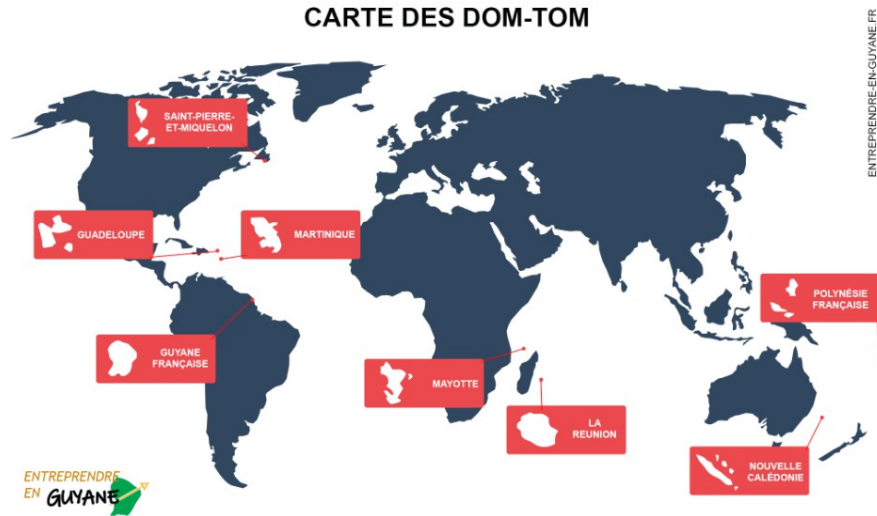 CARTE DES DOM-TOM
ENTREPRENDRE-EN-GUYANE.FR
SAINT-PIERRE-
ET-MIQUELON
GUADELOUPE
MARTINIQUE
POLYNÉSIE
FRANÇAISE
GUYANE
FRANÇAISE
MAYOTTE
LA
REUNION
NOUVELLE
CALÉDONIE
ENTREPRENDRE
EN GUYANE